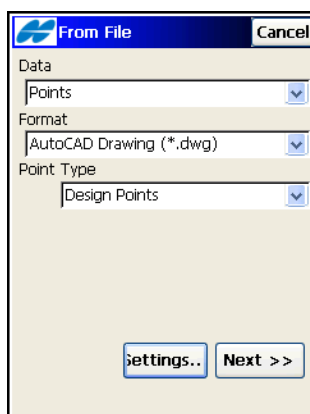 From File Cancel
Data
Points
Format
AutoCAD Drawing (*.dwg)
Point Type
Design Points
Settings.. Next >>